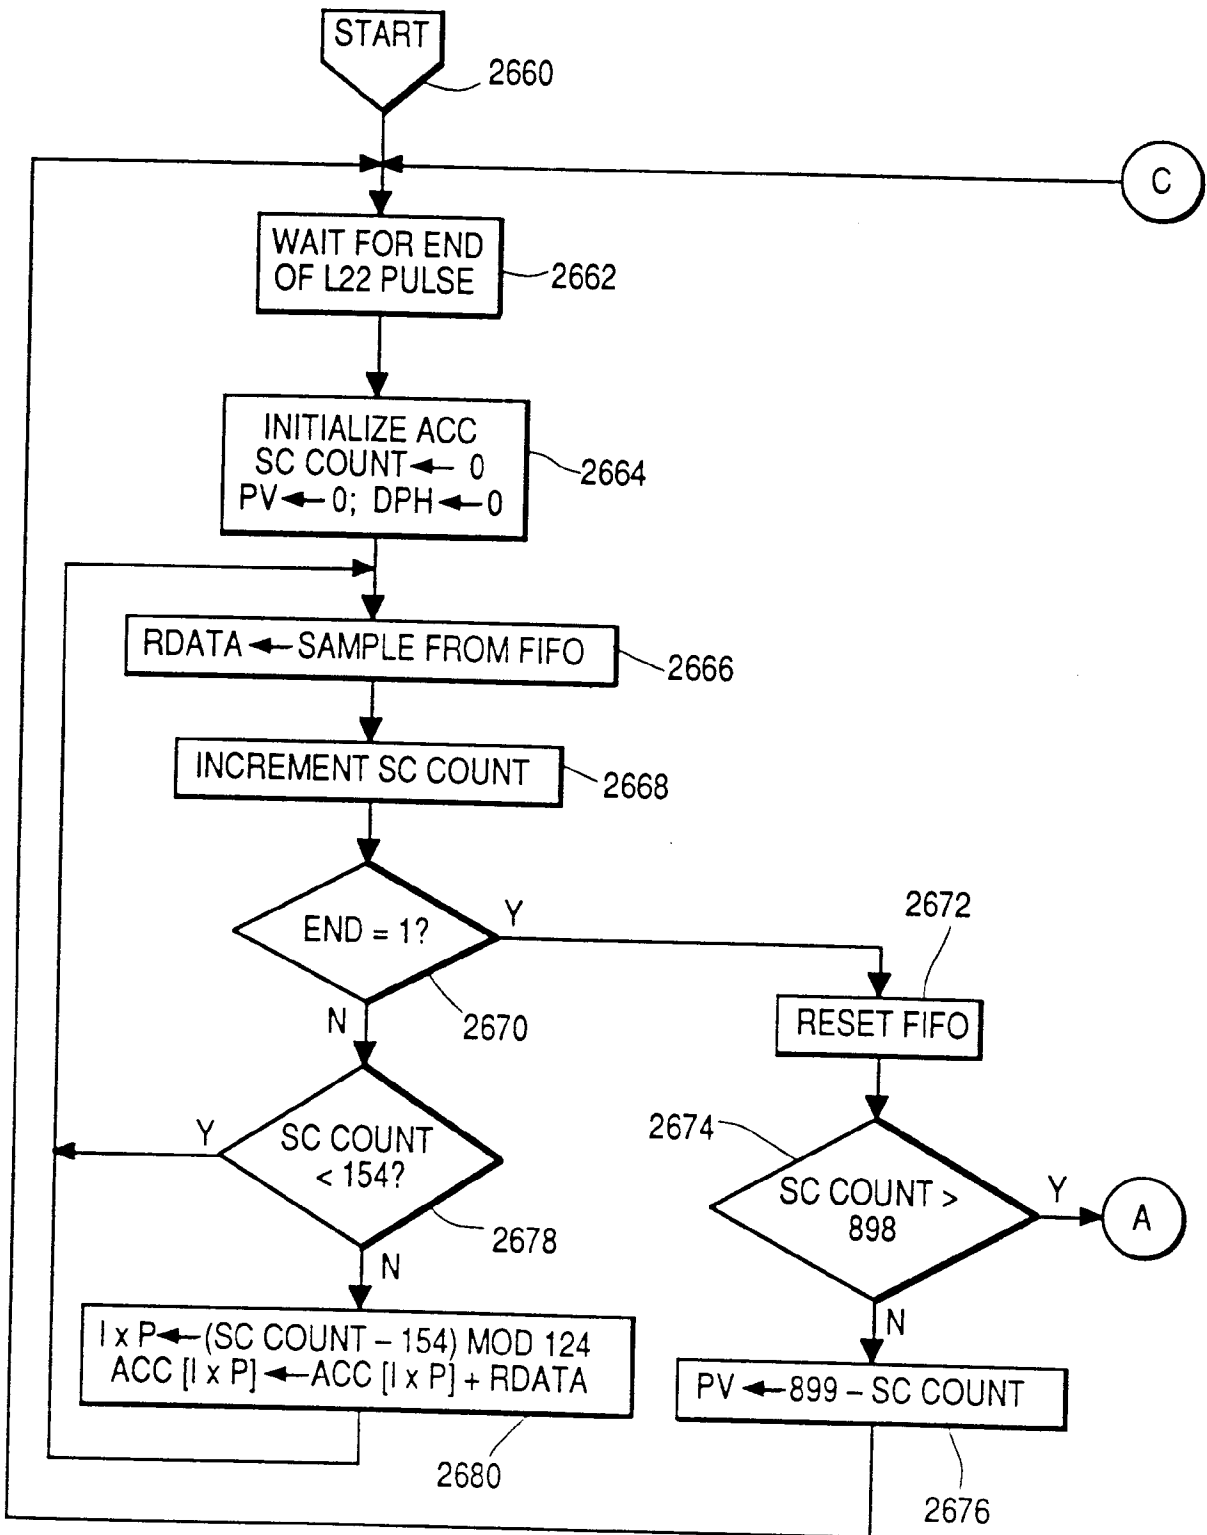 START
2660
C
WAIT FOR END
OF L22 PULSE
2662
INITIALIZE ACC
SC COUNT ← 0
PV ← 0; DPH ← 0
2664
RDATA ← SAMPLE FROM FIFO
2666
INCREMENT SC COUNT
2668
END = 1?
Y
N
2670
2672
RESET FIFO
SC COUNT
< 154?
Y
N
2678
2674
SC COUNT >
898
Y
A
N
I x P ← (SC COUNT – 154) MOD 124
ACC [I x P] ← ACC [I x P] + RDATA
2680
PV ← 899 – SC COUNT
2676